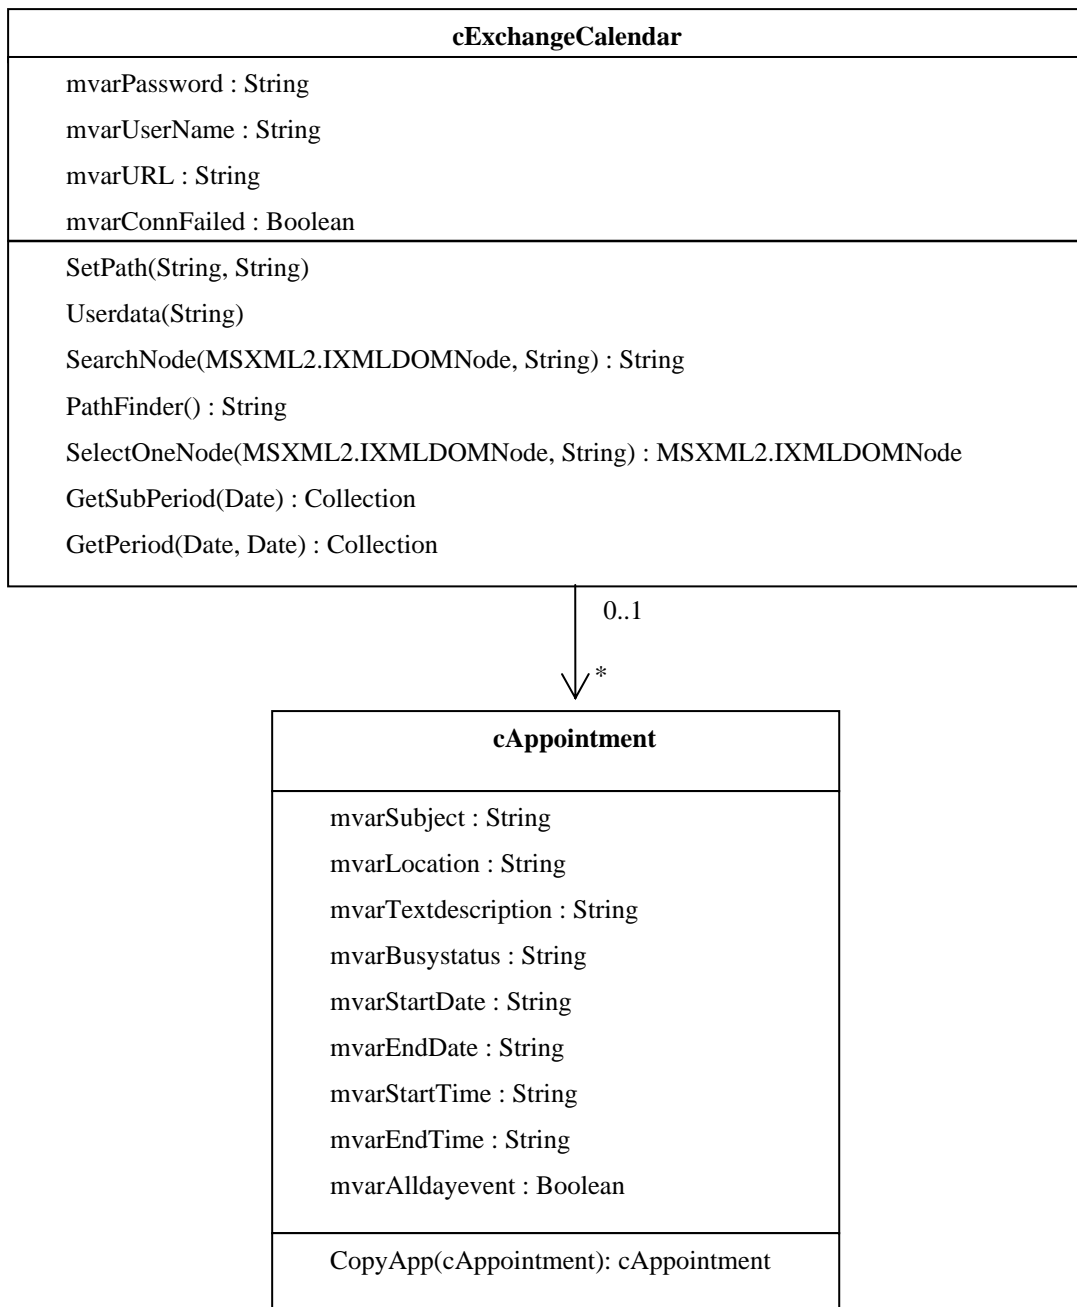 cExchangeCalendar
mvarPassword : String
mvarUserName : String
mvarURL : String
mvarConnFailed : Boolean
SetPath(String, String)
Userdata(String)
SearchNode(MSXML2.IXMLDOMNode, String) : String
PathFinder() : String
SelectOneNode(MSXML2.IXMLDOMNode, String) : MSXML2.IXMLDOMNode
GetSubPeriod(Date) : Collection
GetPeriod(Date, Date) : Collection
0..1
*
cAppointment
mvarSubject : String
mvarLocation : String
mvarTextdescription : String
mvarBusystatus : String
mvarStartDate : String
mvarEndDate : String
mvarStartTime : String
mvarEndTime : String
mvarAlldayevent : Boolean
CopyApp(cAppointment): cAppointment